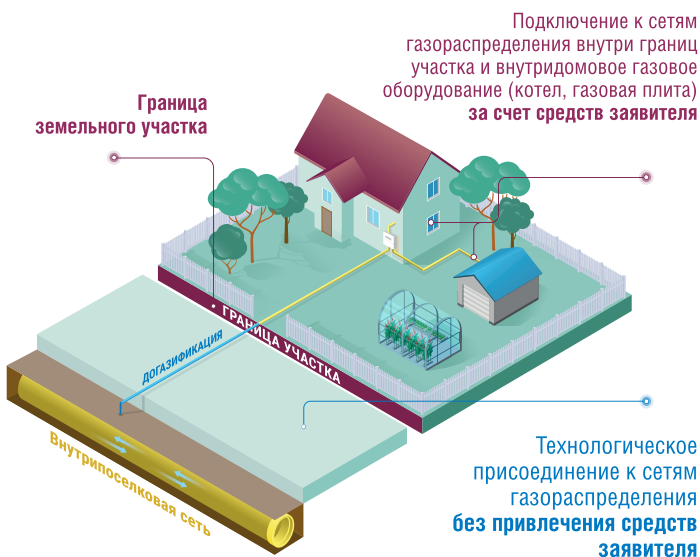 Подключение к сетям
газораспределения внутри границ
участка и внутридомовое газовое
оборудование (котел, газовая плита)
за счет средств заявителя
Граница
земельного участка
ГРАНИЦА УЧАСТКА
ДОГАЗИФИКАЦИЯ
Внутрипоселковая сеть
Технологическое
присоединение к сетям
газораспределения
без привлечения средств
заявителя